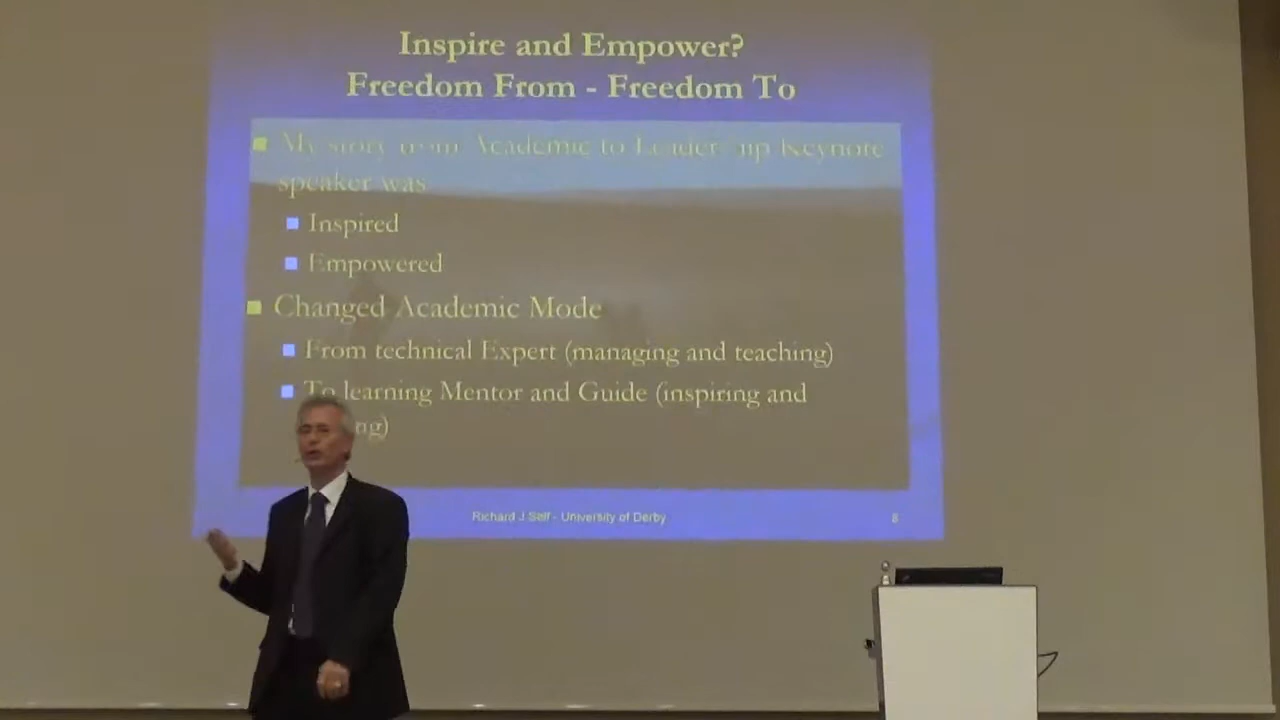 Inspire and Empower?
Freedom From - Freedom To
My story from Academic to Leadership Keynote
speaker was
Inspired
Empowered
Changed Academic Mode
From technical Expert (managing and teaching)
To learning Mentor and Guide (inspiring and
ng)
Richard J Self - University of Derby
8